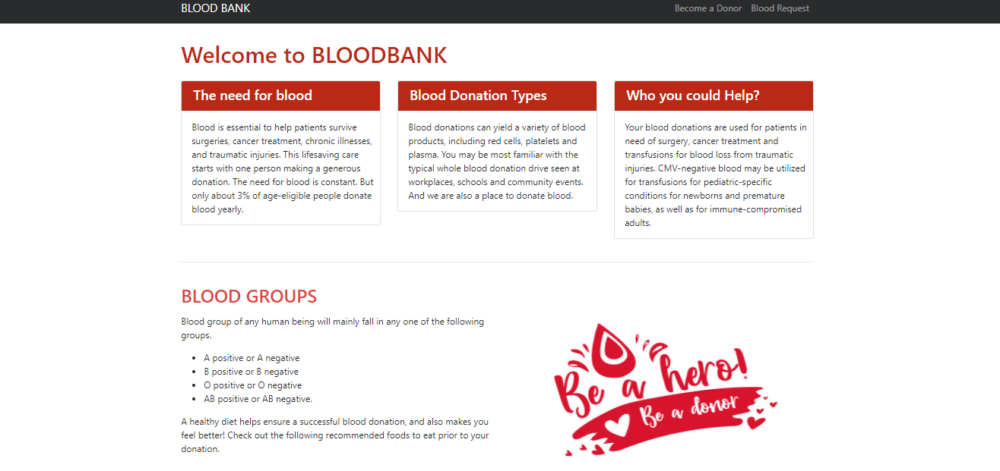 BLOOD BANK
Become a Donor Blood Request
Welcome to BLOODBANK
The need for blood
Blood is essential to help patients survive
surgeries, cancer treatment, chronic illnesses,
and traumatic injuries. This lifesaving care
starts with one person making a generous
donation. The need for blood is constant. But
only about 3% of age-eligible people donate
blood yearly.
Blood Donation Types
Blood donations can yield a variety of blood
products, including red cells, platelets and
plasma. You may be most familiar with the
typical whole blood donation drive seen at
workplaces, schools and community events.
And we are also a place to donate blood.
Who you could Help?
Your blood donations are used for patients in
need of surgery, cancer treatment and
transfusions for blood loss from traumatic
injuries. CMV-negative blood may be utilized
for transfusions for pediatric-specific
conditions for newborns and premature
babies, as well as for immune-compromised
adults.
BLOOD GROUPS
Blood group of any human being will mainly fall in any one of the following
groups.
• A positive or A negative
• B positive or B negative
• O positive or O negative
• AB positive or AB negative.
A healthy diet helps ensure a successful blood donation, and also makes you
feel better! Check out the following recommended foods to eat prior to your
donation.
Be a hero!
Be a donor